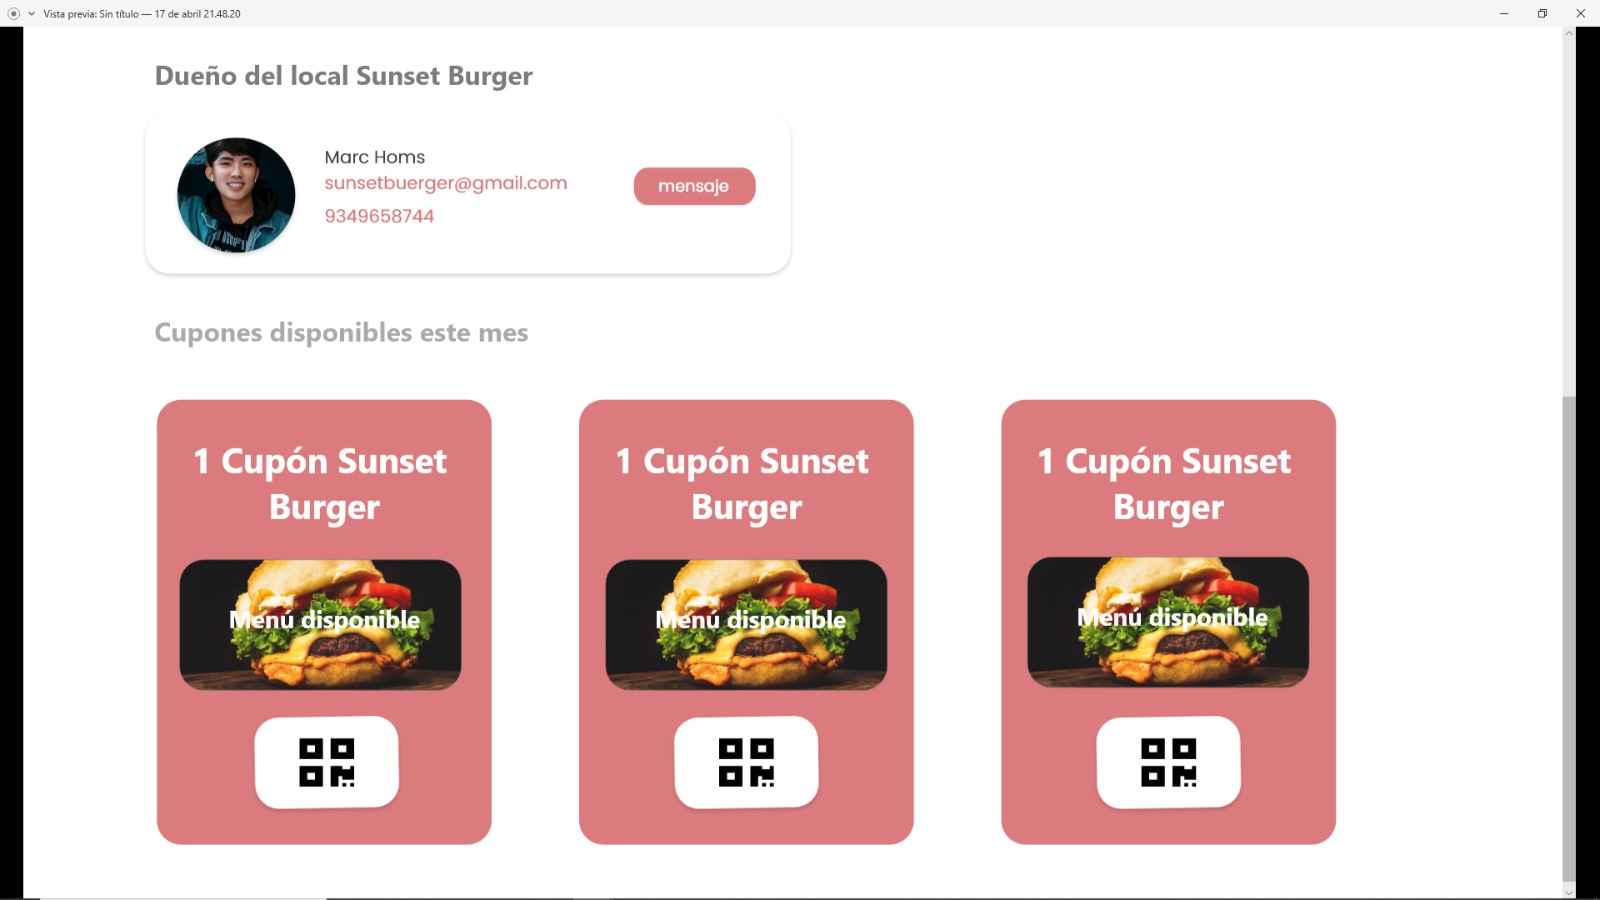 Vista previa: Sin título — 17 de abril 21.48.20
Dueño del local Sunset Burger
Marc Homs
sunsetbuerger@gmail.com
mensaje
9349658744
Cupones disponibles este mes
1 Cupón Sunset
Burger
Menú disponible
1 Cupón Sunset
Burger
Menú disponible
1 Cupón Sunset
Burger
Menú disponible